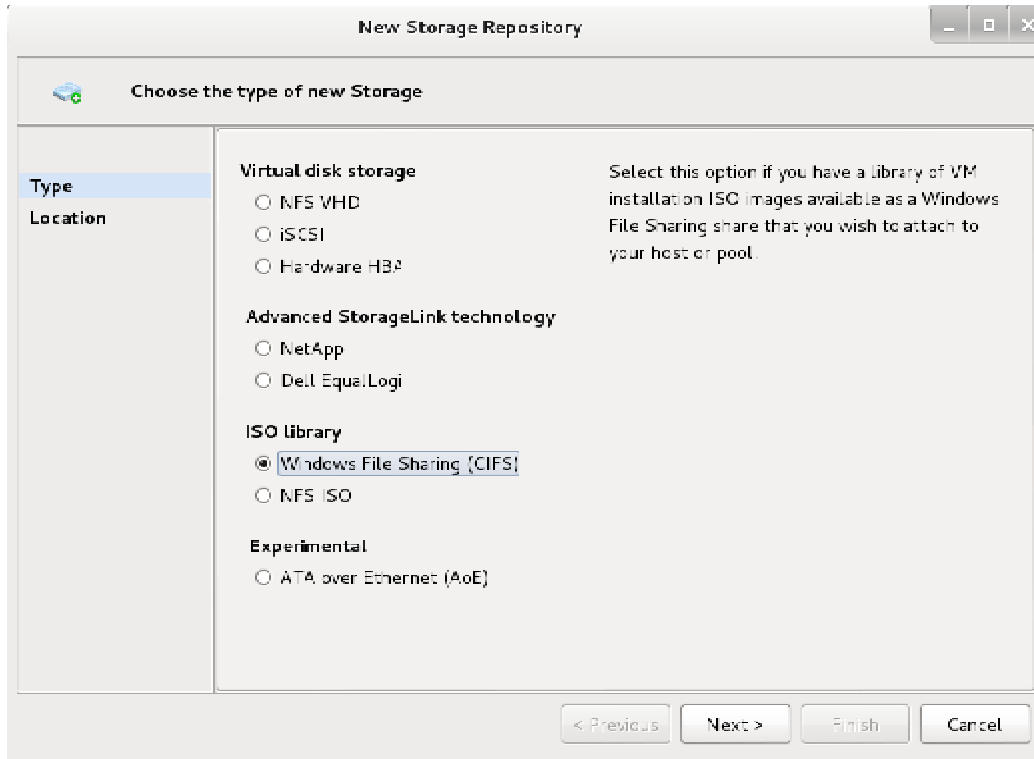 New Storage Repository
Choose the type of new Storage
Type
Location
Virtual disk storage
NFS VHD
iSCSI
Hardware HBA
Advanced StorageLink technology
NetApp
Dell EqualLogi
ISO library
Windows File Sharing (CIFS)
NFS ISO
Experimental
ATA over Ethernet (AoE)
Select this option if you have a library of VM
installation ISO images available as a Windows
File Sharing share that you wish to attach to
your host or pool.
< Previous
Next >
Finish
Cancel